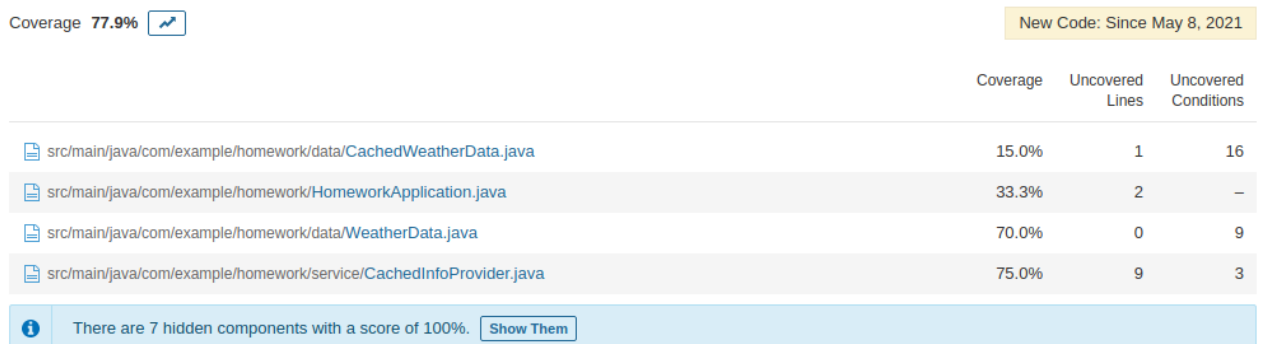 Coverage 77.9% New Code: Since May 8, 2021
Coverage Uncovered Lines Uncovered Conditions
src/main/java/com/example/homework/data/CachedWeatherData.java 15.0% 1 16
src/main/java/com/example/homework/HomeworkApplication.java 33.3% 2 –
src/main/java/com/example/homework/data/WeatherData.java 70.0% 0 9
src/main/java/com/example/homework/service/CachedInfoProvider.java 75.0% 9 3
There are 7 hidden components with a score of 100%. Show Them